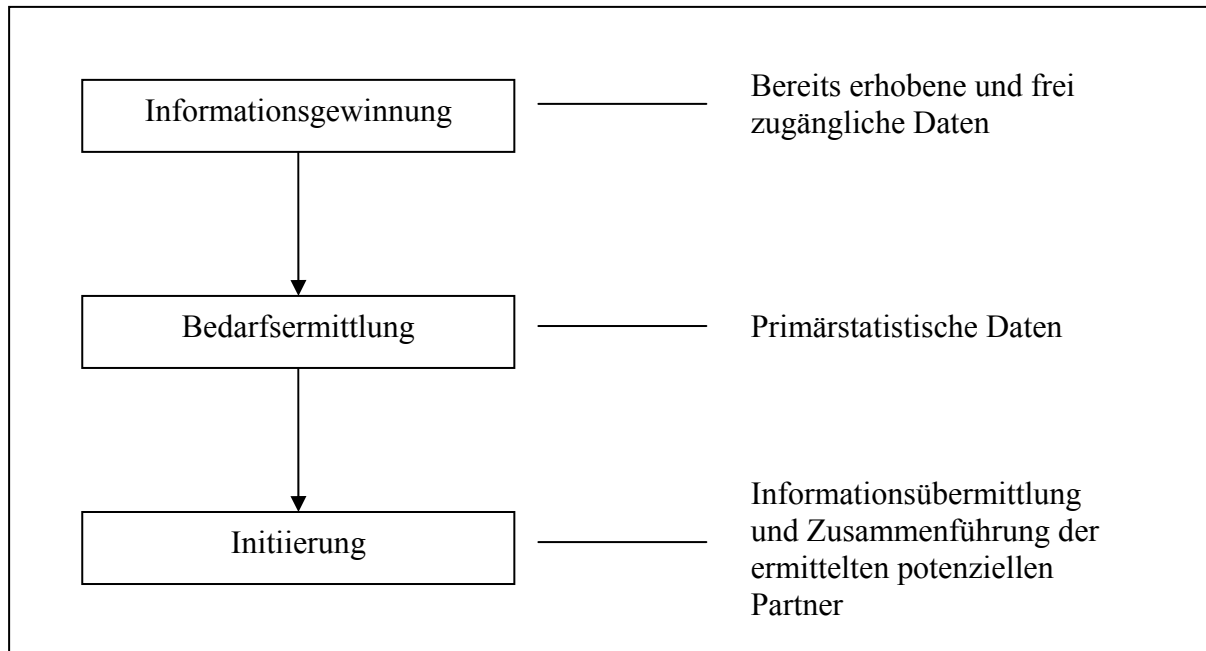 Informationsgewinnung
Bereits erhobene und frei
zugängliche Daten
Bedarfsermittlung
Primärstatistische Daten
Initiierung
Informationsübermittlung
und Zusammenführung der
ermittelten potenziellen
Partner